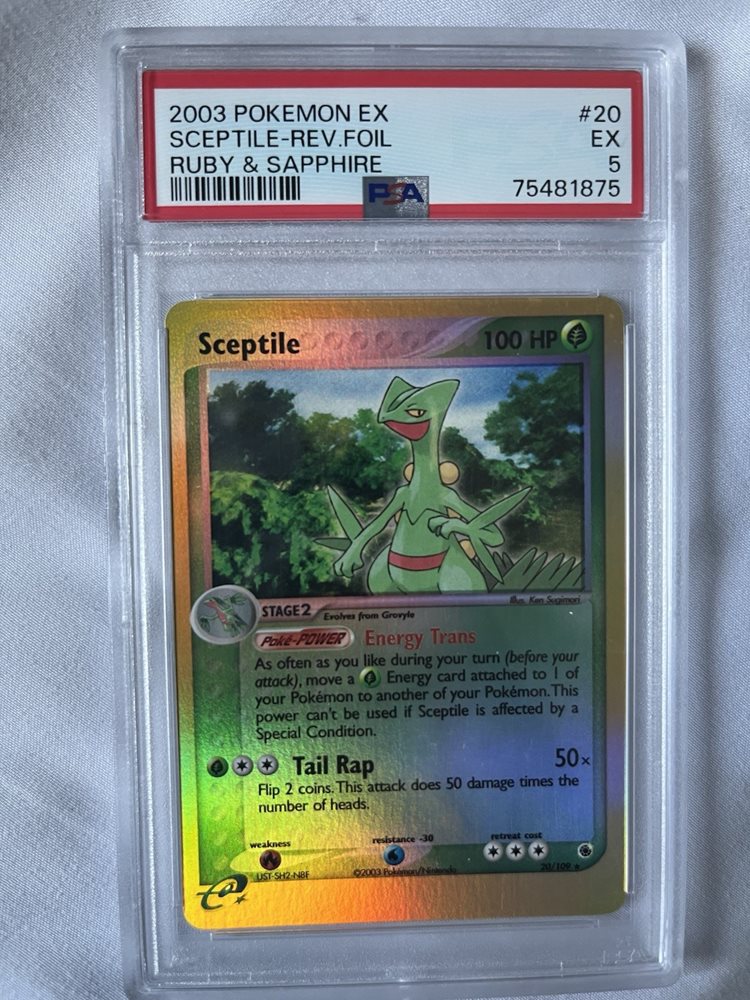 2003 POKEMON EX #20
SCEPTILE-REV.FOIL EX
RUBY & SAPPHIRE 5
PSA 75481875
Sceptile 100 HP
Illus. Ken Sugimori
STAGE2 Evolves from Grovyle
Poké-POWER Energy Trans
As often as you like during your turn (before your
attack), move a Energy card attached to 1 of
your Pokémon to another of your Pokémon. This
power can't be used if Sceptile is affected by a
Special Condition.
Tail Rap 50×
Flip 2 coins. This attack does 50 damage times the
number of heads.
weakness resistance -30 retreat cost
UST-SH2-N8F ©2003 Pokémon/Nintendo 20/109 ★
e